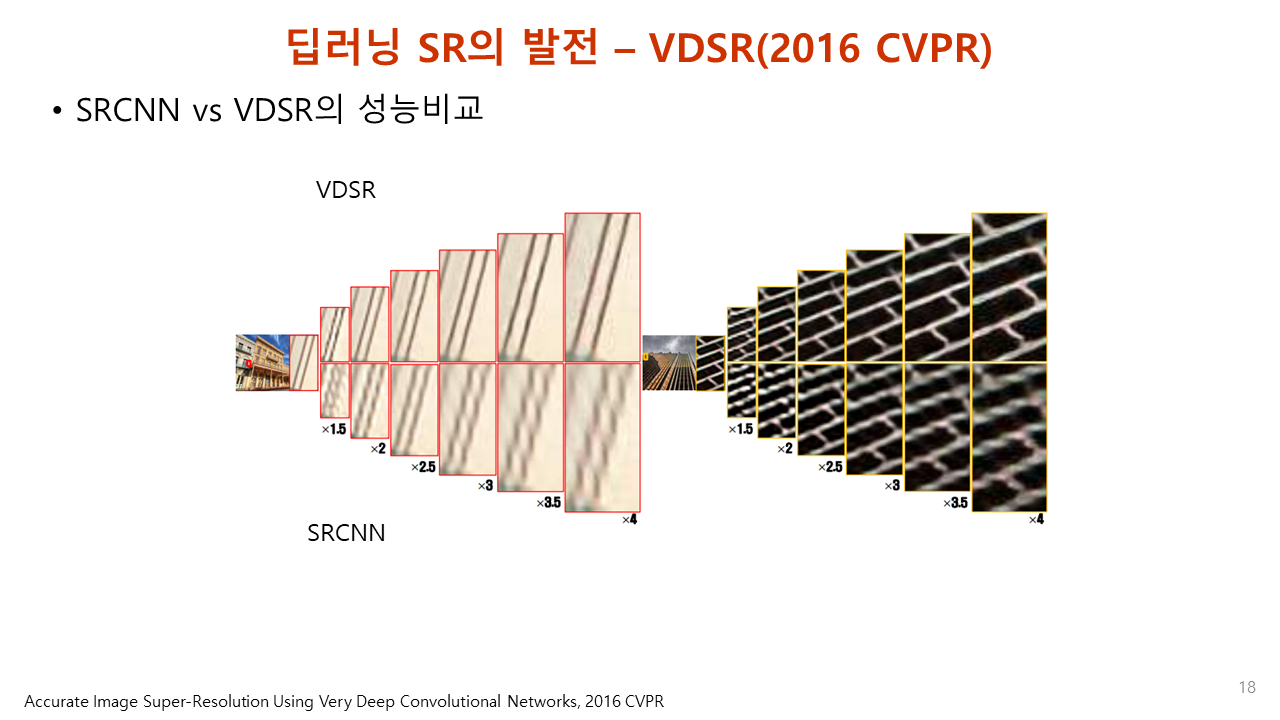 딥러닝 SR의 발전 – VDSR(2016 CVPR)
• SRCNN vs VDSR의 성능비교
VDSR
×1.5
×2
×2.5
×3
×3.5
×4
×1.5
×2
×2.5
×3
×3.5
×4
SRCNN
Accurate Image Super-Resolution Using Very Deep Convolutional Networks, 2016 CVPR
18